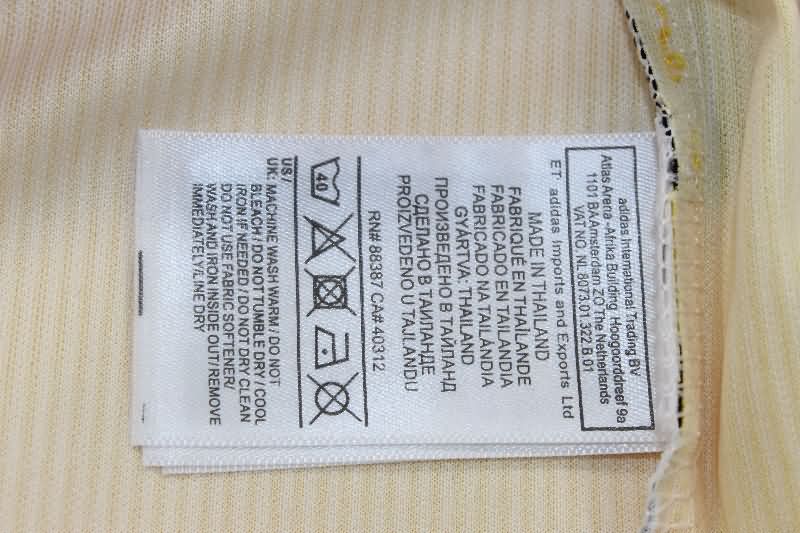 adidas International Trading BV
Atlas Arena -Afrika Building Hoogoorddreef 9a
1101 BA Amsterdam ZO The Netherlands
VAT NO. NL 8073.01.322.B.01
ET: adidas Imports and Exports Ltd
MADE IN THAILAND
FABRIQUÉ EN THAÏLANDE
FABRICADO EN TAILANDIA
FABRICADO NA TAILÂNDIA
GYÁRTVA: THAILAND
ПРОИЗВЕДЕНО В ТАЙЛАНД
СДЕЛАНО В ТАИЛАНДЕ
PROIZVEDENO U TAJLANDU
RN# 88387 CA# 40312
40
US /
UK: MACHINE WASH WARM / DO NOT
BLEACH / DO NOT TUMBLE DRY / COOL
IRON IF NEEDED / DO NOT DRY CLEAN
DO NOT USE FABRIC SOFTENER/
WASH AND IRON INSIDE OUT/ REMOVE
IMMEDIATELY/LINE DRY